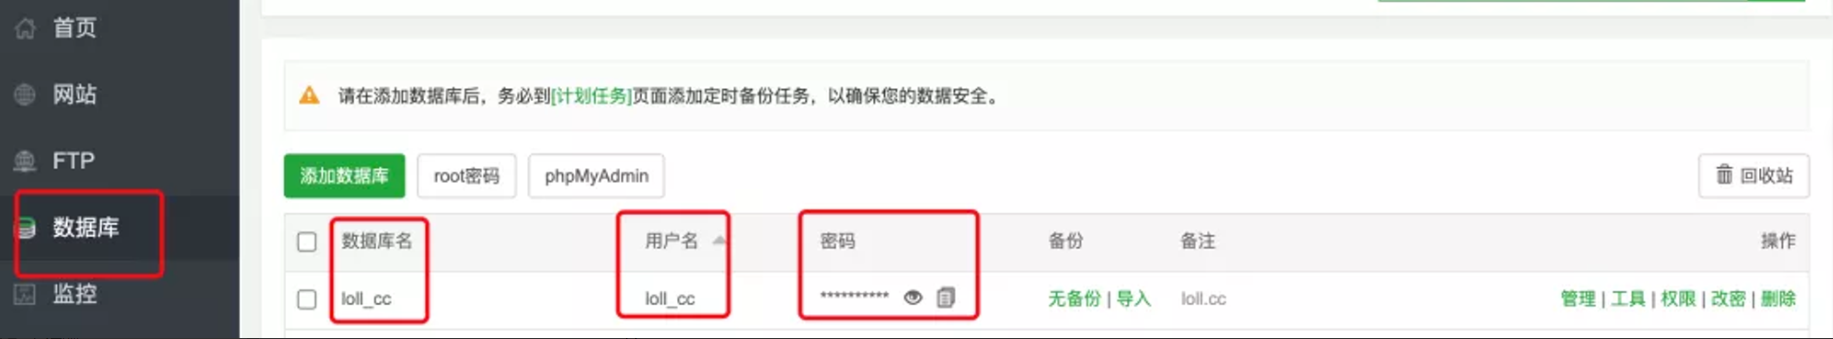 首页
网站
FTP
数据库
监控
请在添加数据库后，务必到[计划任务]页面添加定时备份任务，以确保您的数据安全。
添加数据库 root密码 phpMyAdmin 回收站
数据库名 用户名 密码 备份 备注 操作
loll_cc loll_cc ********** 无备份 | 导入 loll.cc 管理 | 工具 | 权限 | 改密 | 删除